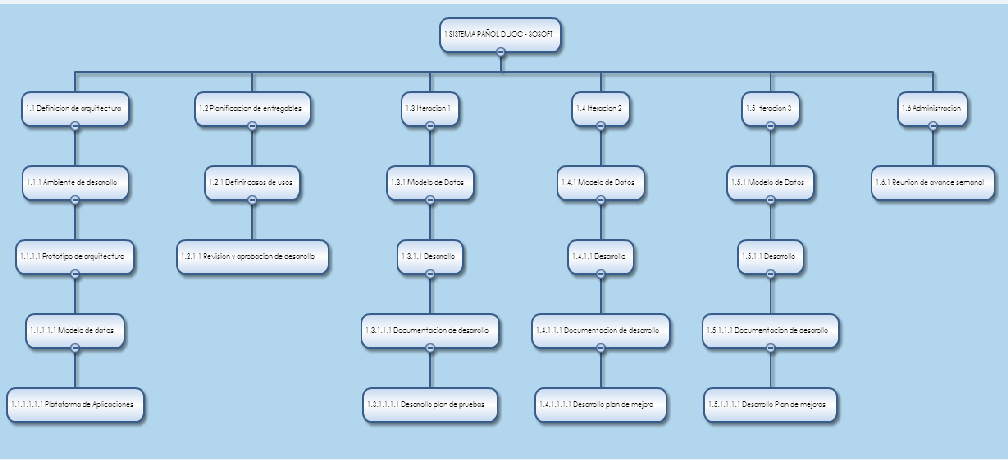 1 SISTEMA PAÑOL DUOC - SOSOFT
1.1 Definicion de arquitectura
1.2 Planificacion de entregables
1.3 Iteracion 1
1.4 Iteracion 2
1.5 Iteracion 3
1.6 Administracion
1.1.1 Ambiente de desarollo
1.2.1 Definir casos de usos
1.3.1 Modelo de Datos
1.4.1 Modelo de Datos
1.5.1 Modelo de Datos
1.6.1 Reunion de avance semanal
1.1.1.1 Prototipo de arquitectura
1.2.1.1 Revision y aprobacion de desarollo
1.3.1.1 Desarollo
1.4.1.1 Desarrollo
1.5.1.1 Desarrollo
1.1.1.1.1 Modelo de datos
1.3.1.1.1 Documentacion de desarollo
1.4.1.1.1 Documentacion de desarrollo
1.5.1.1.1 Documentacion de desarollo
1.1.1.1.1.1 Plataforma de Aplicaciones
1.3.1.1.1.1 Desarollo plan de pruebas
1.4.1.1.1.1 Desarrollo plan de mejora
1.5.1.1.1.1 Desarrollo Plan de mejoras